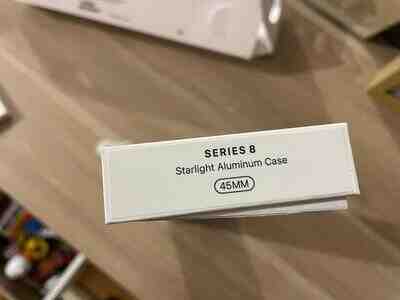 SERIES 8
Starlight Aluminum Case
45MM